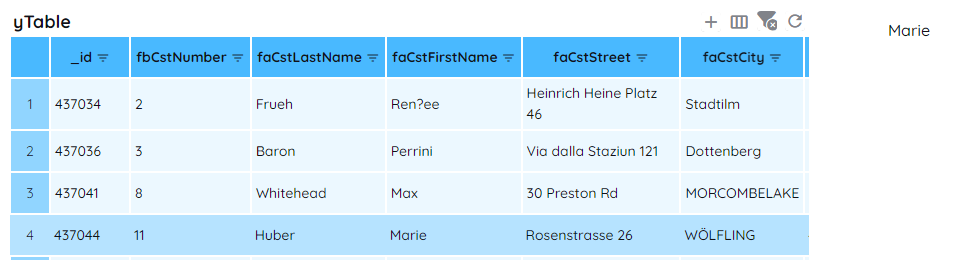 yTable
Marie
_id fbCstNumber faCstLastName faCstFirstName faCstStreet faCstCity
1 437034 2 Frueh Ren?ee Heinrich Heine Platz 46 Stadtilm
2 437036 3 Baron Perrini Via dalla Staziun 121 Dottenberg
3 437041 8 Whitehead Max 30 Preston Rd MORCOMBELAKE
4 437044 11 Huber Marie Rosenstrasse 26 WÖLFLING